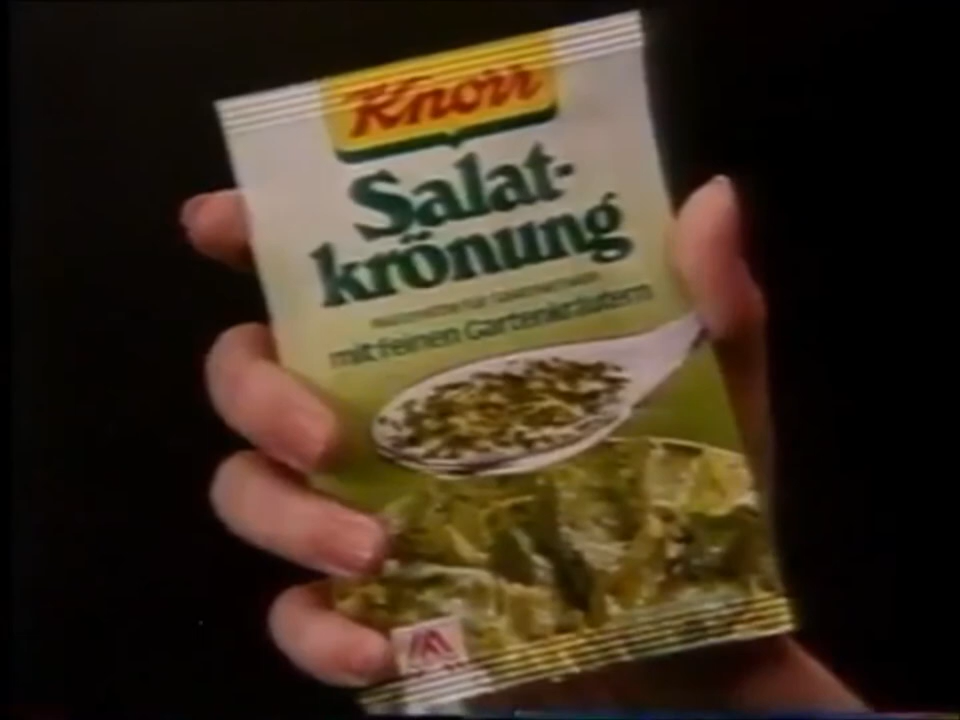 Knorr
Salat-
krönung
mit feinen Gartenkräutern